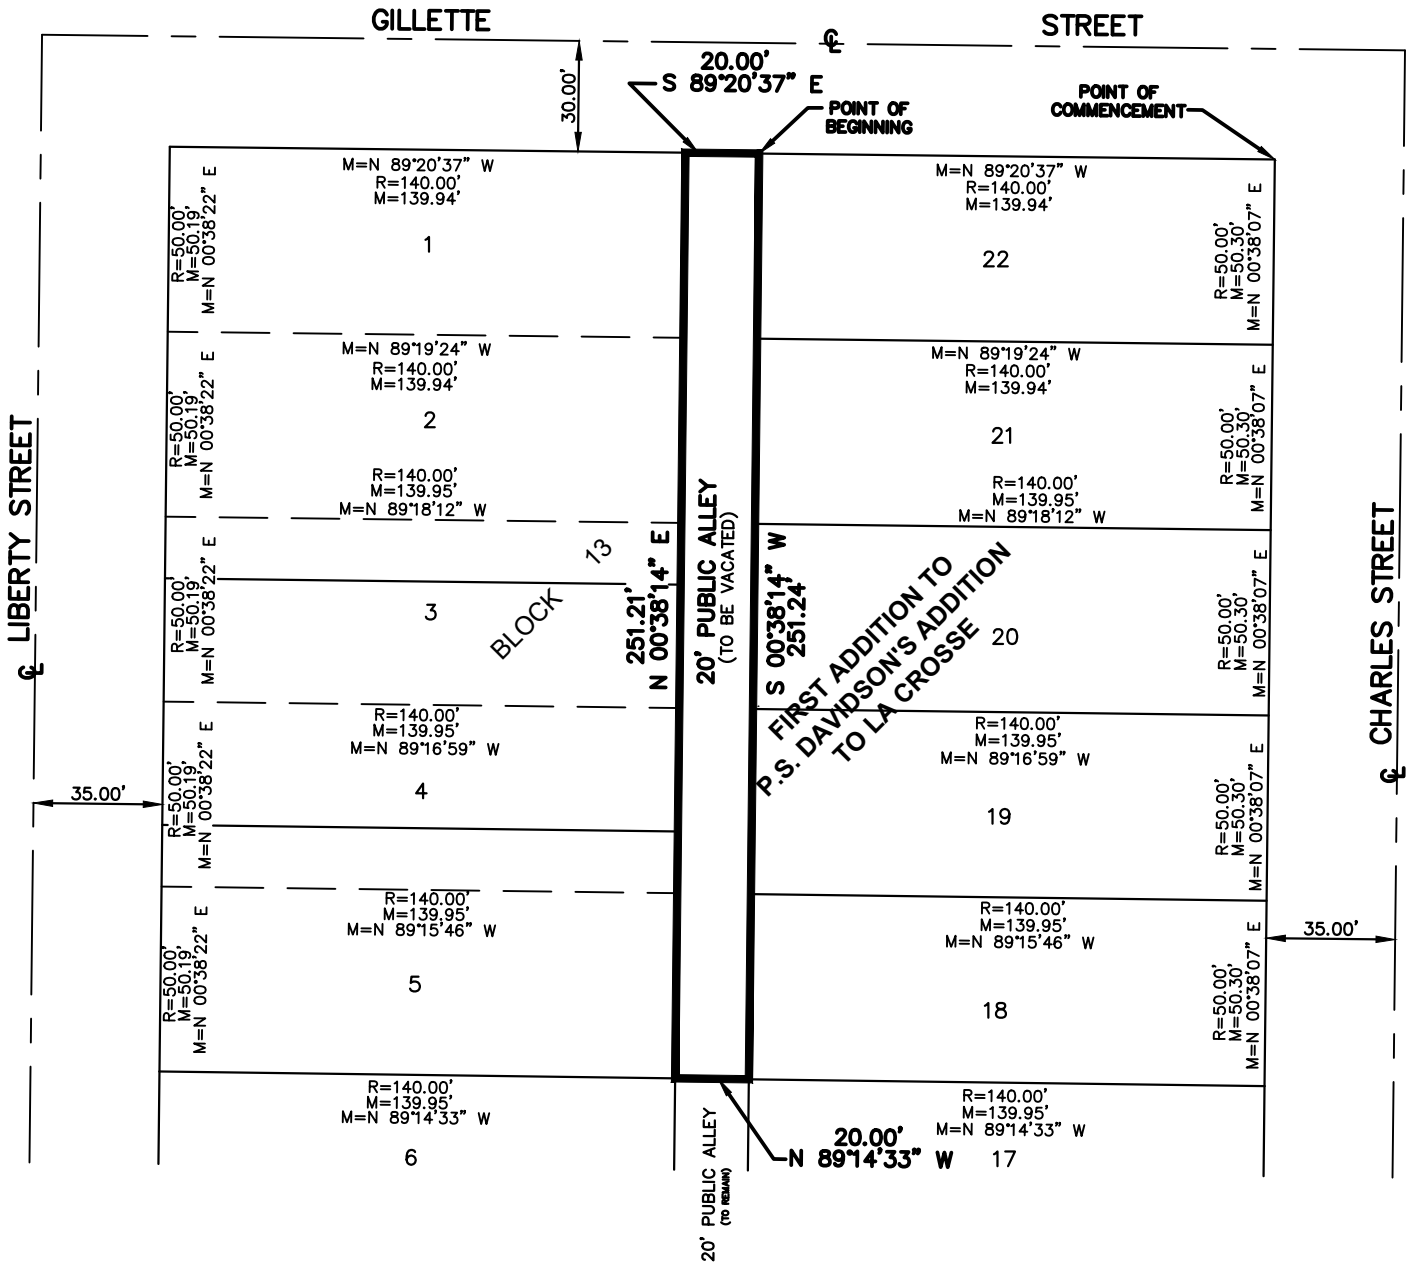 GILLETTE
STREET
℄
20.00'
S 89°20'37" E
30.00'
POINT OF
BEGINNING
POINT OF
COMMENCEMENT
M=N 89°20'37" W
R=140.00'
M=139.94'
1
R=50.00'
M=50.19'
M=N 00°38'22" E
M=N 89°20'37" W
R=140.00'
M=139.94'
22
R=50.00'
M=50.30'
M=N 00°38'07" E
M=N 89°19'24" W
R=140.00'
M=139.94'
2
R=140.00'
M=139.95'
M=N 89°18'12" W
R=50.00'
M=50.19'
M=N 00°38'22" E
M=N 89°19'24" W
R=140.00'
M=139.94'
21
R=140.00'
M=139.95'
M=N 89°18'12" W
R=50.00'
M=50.30'
M=N 00°38'07" E
LIBERTY STREET
℄
BLOCK 13
3
R=50.00'
M=50.19'
M=N 00°38'22" E
251.21'
N 00°38'14" E
20' PUBLIC ALLEY
(TO BE VACATED)
S 00°38'14" W
251.24'
FIRST ADDITION TO
P.S. DAVIDSON'S ADDITION
TO LA CROSSE
20
R=50.00'
M=50.30'
M=N 00°38'07" E
CHARLES STREET
℄
R=140.00'
M=139.95'
M=N 89°16'59" W
4
R=50.00'
M=50.19'
M=N 00°38'22" E
35.00'
R=140.00'
M=139.95'
M=N 89°16'59" W
19
R=50.00'
M=50.30'
M=N 00°38'07" E
R=140.00'
M=139.95'
M=N 89°15'46" W
5
R=50.00'
M=50.19'
M=N 00°38'22" E
R=140.00'
M=139.95'
M=N 89°15'46" W
18
R=50.00'
M=50.30'
M=N 00°38'07" E
35.00'
R=140.00'
M=139.95'
M=N 89°14'33" W
6
20' PUBLIC ALLEY
(TO REMAIN)
20.00'
N 89°14'33" W
R=140.00'
M=139.95'
M=N 89°14'33" W
17